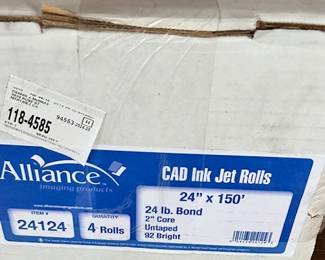 118-4585
94553
Alliance
imaging products
CAD Ink Jet Rolls
24" x 150'
24 lb. Bond
2" Core
Untaped
92 Bright
ITEM #
24124
QUANTITY
4 Rolls